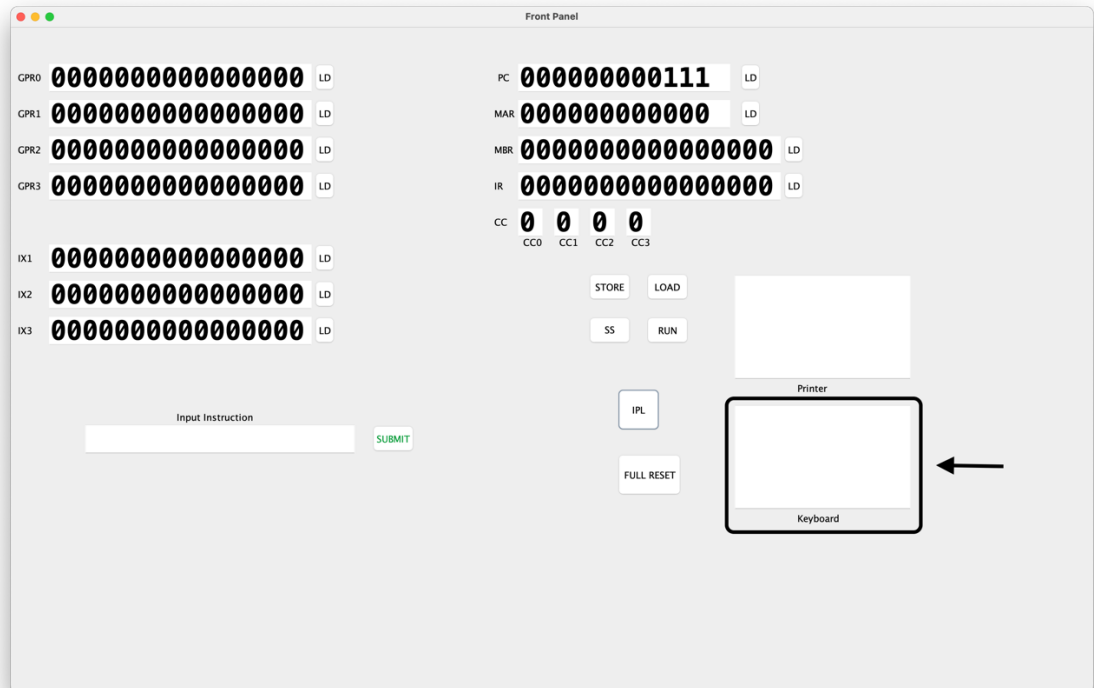 Front Panel
GPR0 0000000000000000 LD
PC 000000000111 LD
GPR1 0000000000000000 LD
MAR 000000000000 LD
GPR2 0000000000000000 LD
MBR 0000000000000000 LD
GPR3 0000000000000000 LD
IR 0000000000000000 LD
CC 0 0 0 0
CC0 CC1 CC2 CC3
IX1 0000000000000000 LD
IX2 0000000000000000 LD
IX3 0000000000000000 LD
STORE LOAD
SS RUN
Printer
IPL
Input Instruction
SUBMIT
FULL RESET
Keyboard